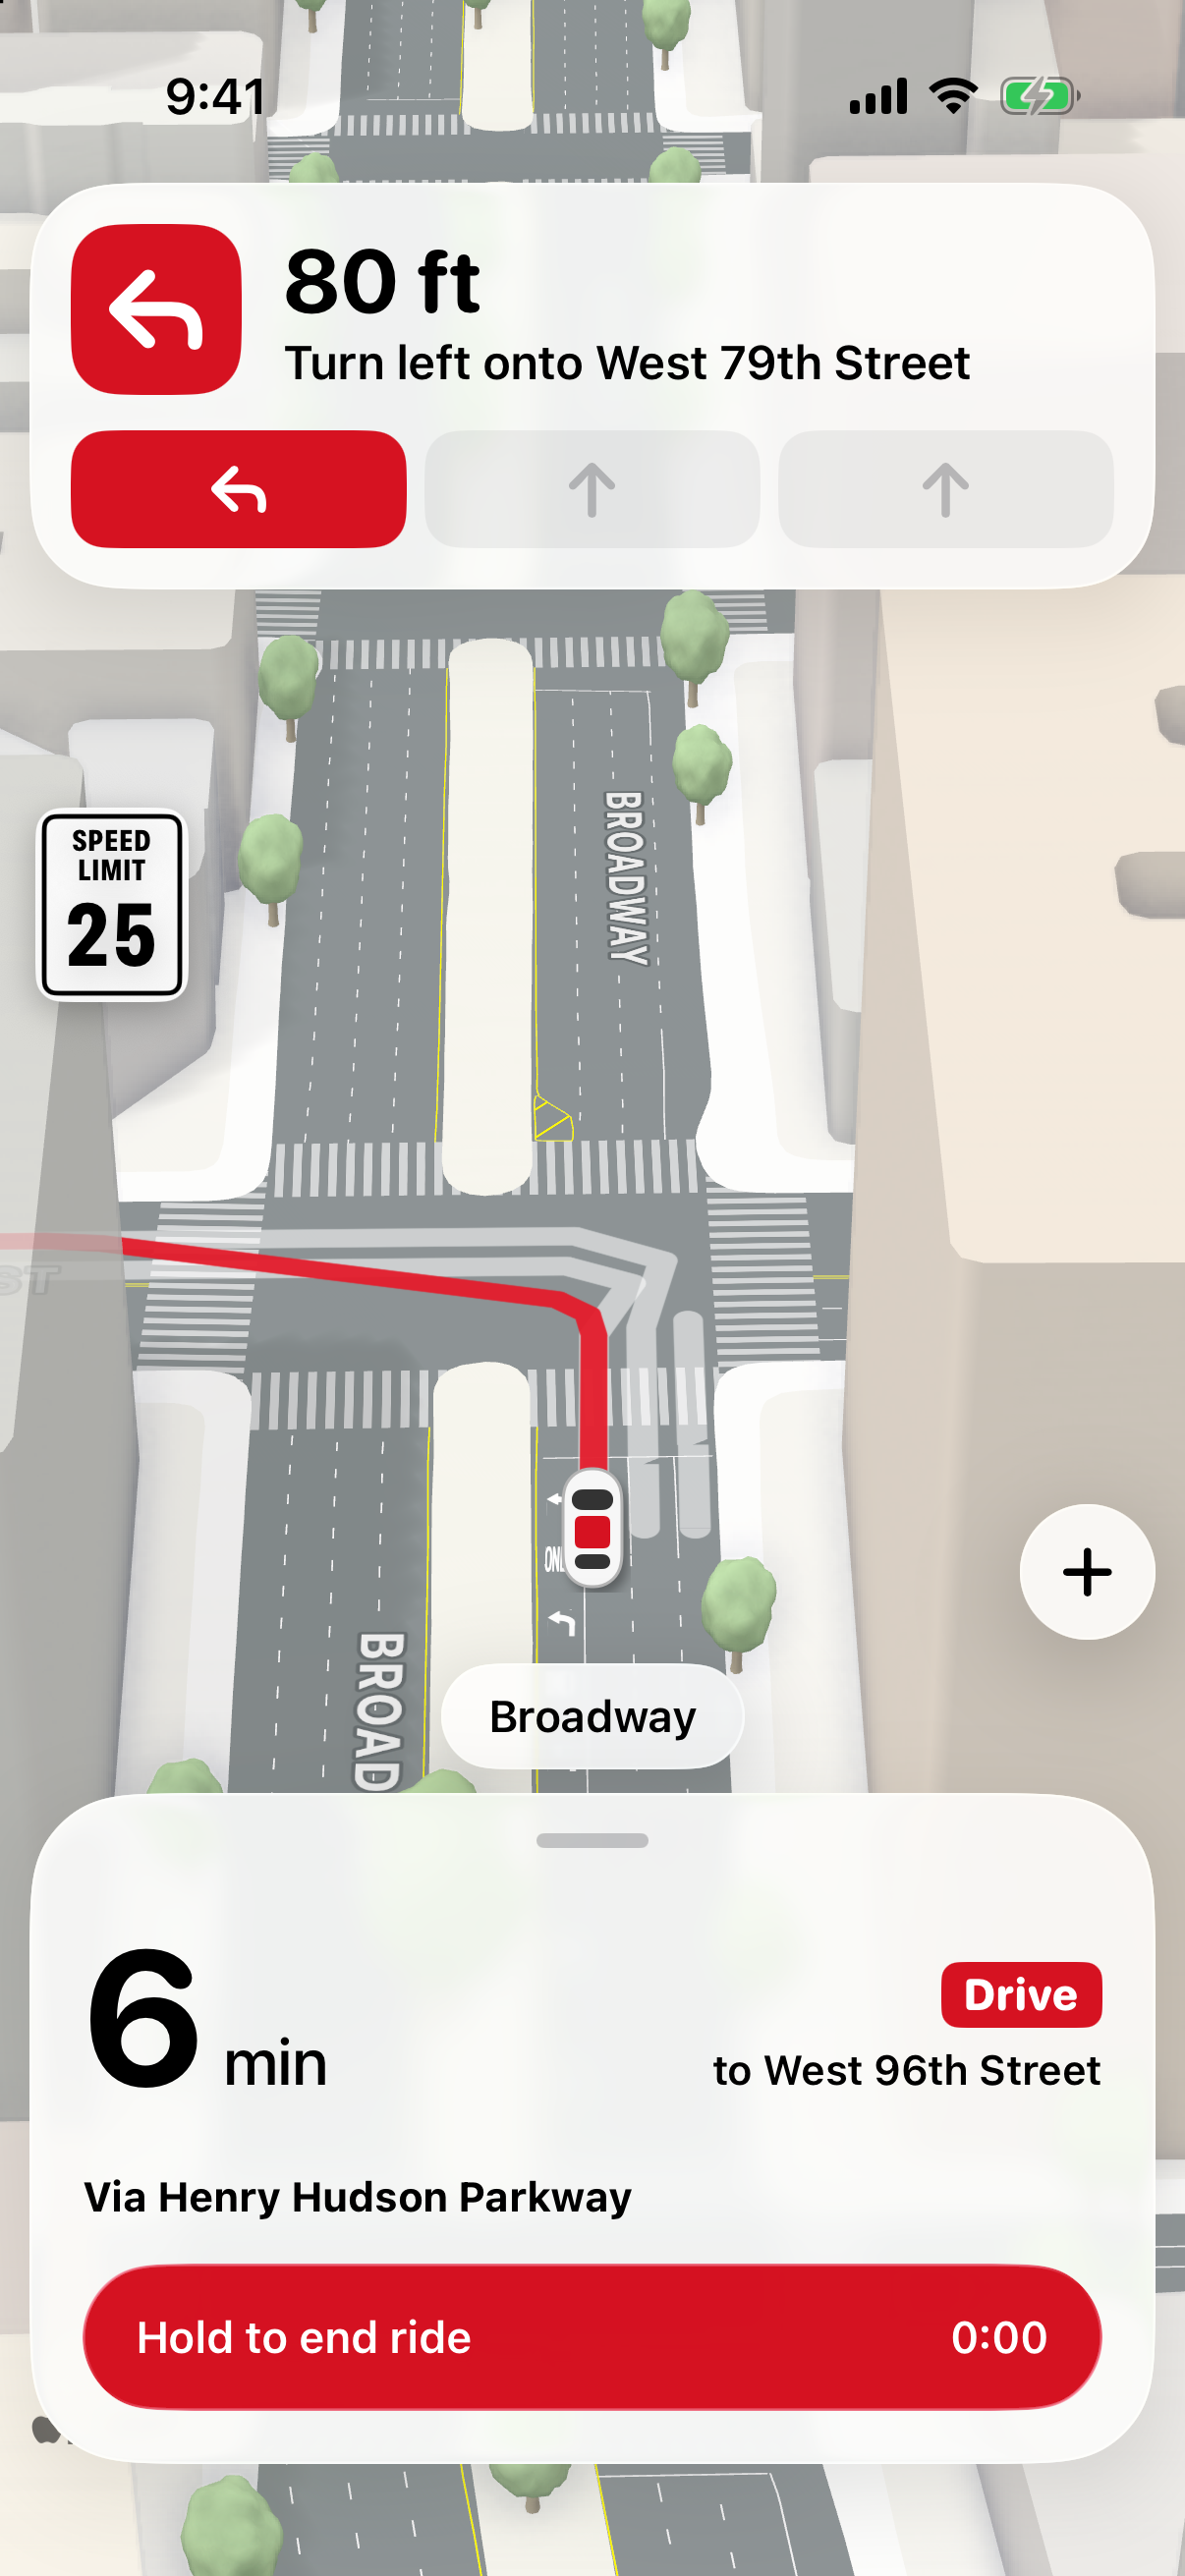 9:41
80 ft
Turn left onto West 79th Street
BROADWAY
SPEED
LIMIT
25
ST
BROAD
Broadway
6 min
Drive
to West 96th Street
Via Henry Hudson Parkway
Hold to end ride
0:00